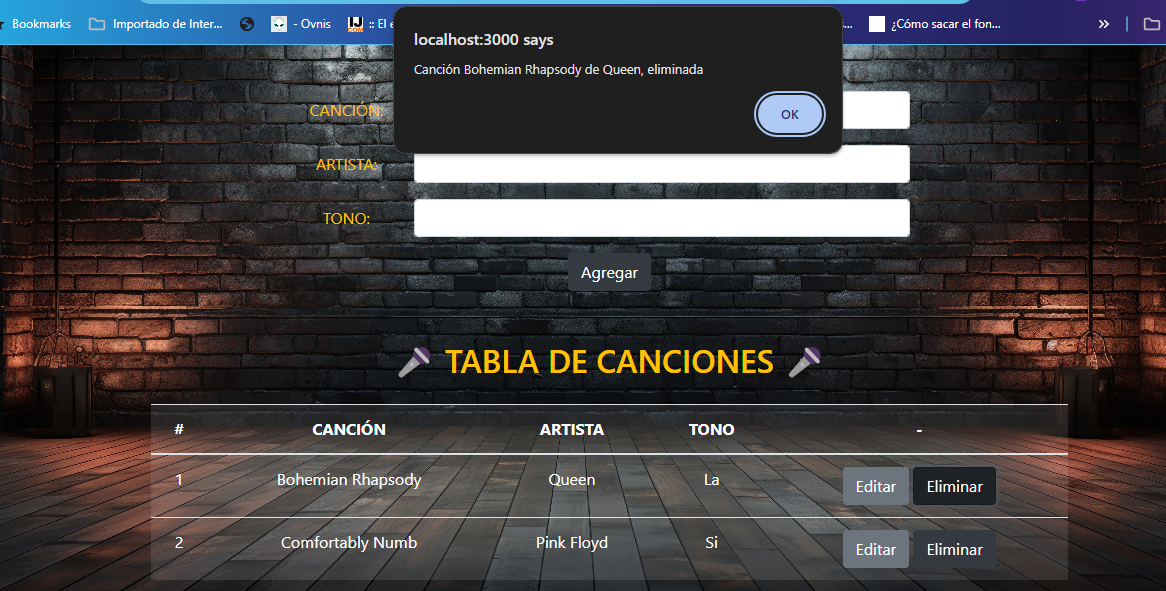 Bookmarks Importado de Inter... - Ovnis :: El e ... ¿Cómo sacar el fon... »
localhost:3000 says
Canción Bohemian Rhapsody de Queen, eliminada
OK
CANCIÓN:
ARTISTA:
TONO:
Agregar
TABLA DE CANCIONES
# CANCIÓN ARTISTA TONO -
1 Bohemian Rhapsody Queen La Editar Eliminar
2 Comfortably Numb Pink Floyd Si Editar Eliminar